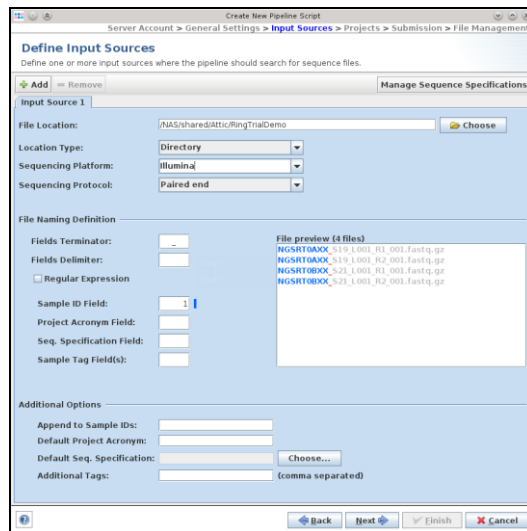 Create New Pipeline Script
Server Account > General Settings > Input Sources > Projects > Submission > File Management
Define Input Sources
Define one or more input sources where the pipeline should search for sequence files.
Add Remove Manage Sequence Specifications
Input Source 1
File Location: /NAS/shared/Attic/RingTrialDemo Choose
Location Type: Directory
Sequencing Platform: Illumina
Sequencing Protocol: Paired end
File Naming Definition
Fields Terminator: _ File preview (4 files)
NGSRT0AXX_S19_L001_R1_001.fastq.gz
Fields Delimiter: NGSRT0AXX_S19_L001_R2_001.fastq.gz
NGSRT0BXX_S21_L001_R1_001.fastq.gz
Regular Expression NGSRT0BXX_S21_L001_R2_001.fastq.gz
Sample ID Field: 1
Project Acronym Field:
Seq. Specification Field:
Sample Tag Field(s):
Additional Options
Append to Sample IDs:
Default Project Acronym:
Default Seq. Specification: Choose...
Additional Tags: (comma separated)
Back Next Finish Cancel